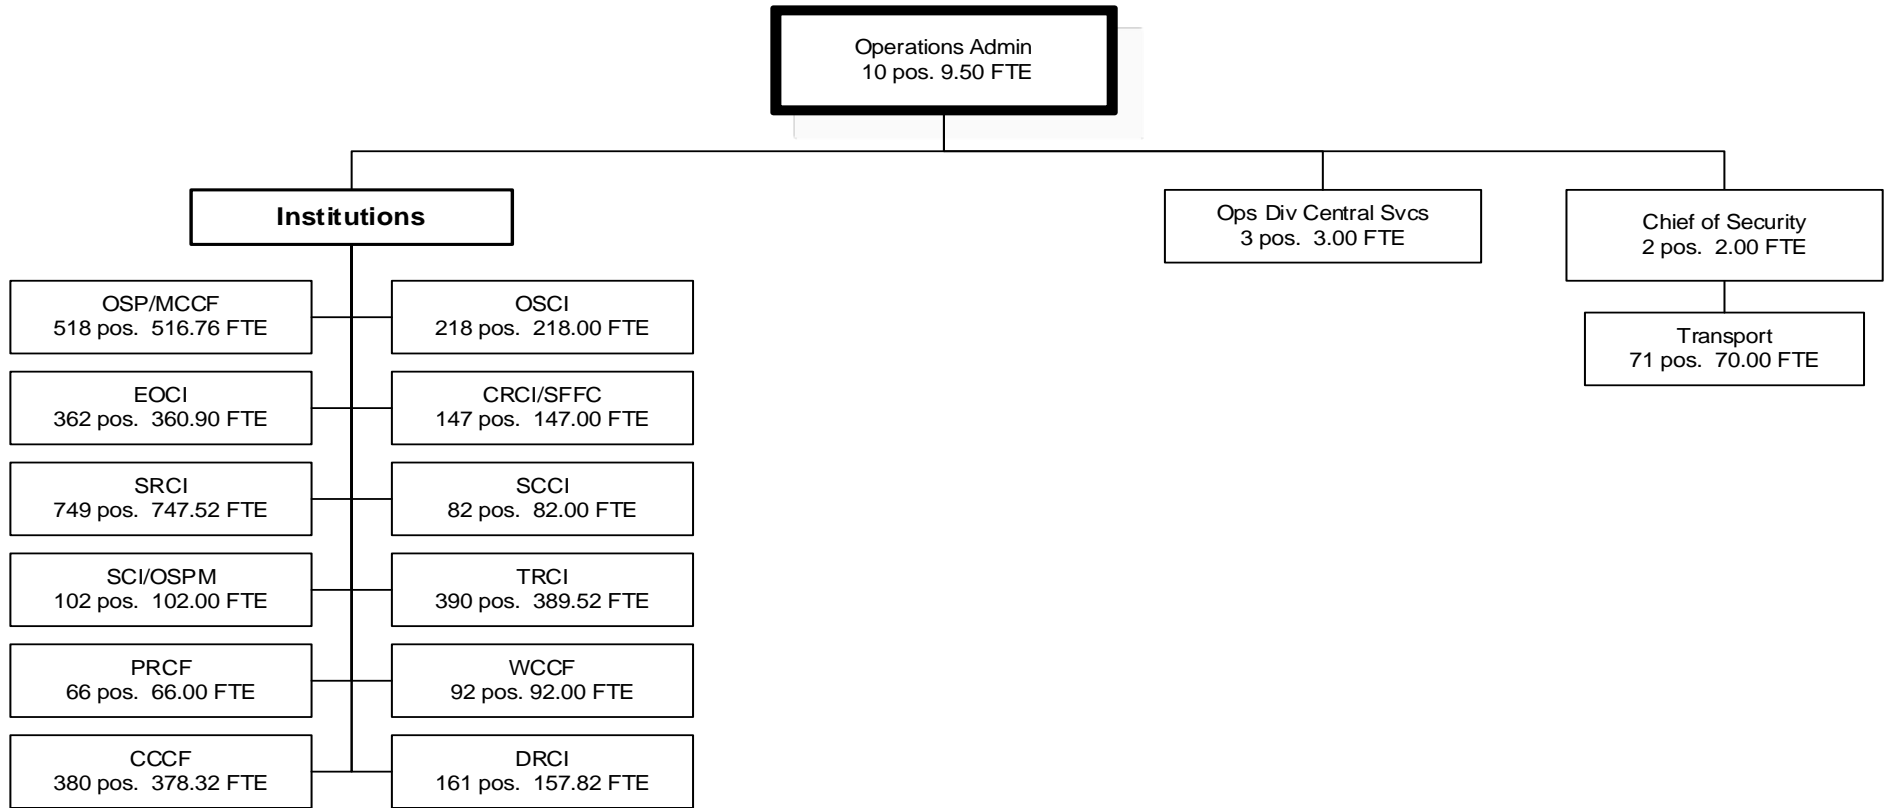 Operations Admin
10 pos. 9.50 FTE
Institutions
Ops Div Central Svcs
3 pos. 3.00 FTE
Chief of Security
2 pos. 2.00 FTE
Transport
71 pos. 70.00 FTE
OSP/MCCF
518 pos. 516.76 FTE
OSCI
218 pos. 218.00 FTE
EOCI
362 pos. 360.90 FTE
CRCI/SFFC
147 pos. 147.00 FTE
SRCI
749 pos. 747.52 FTE
SCCI
82 pos. 82.00 FTE
SCI/OSPM
102 pos. 102.00 FTE
TRCI
390 pos. 389.52 FTE
PRCF
66 pos. 66.00 FTE
WCCF
92 pos. 92.00 FTE
CCCF
380 pos. 378.32 FTE
DRCI
161 pos. 157.82 FTE